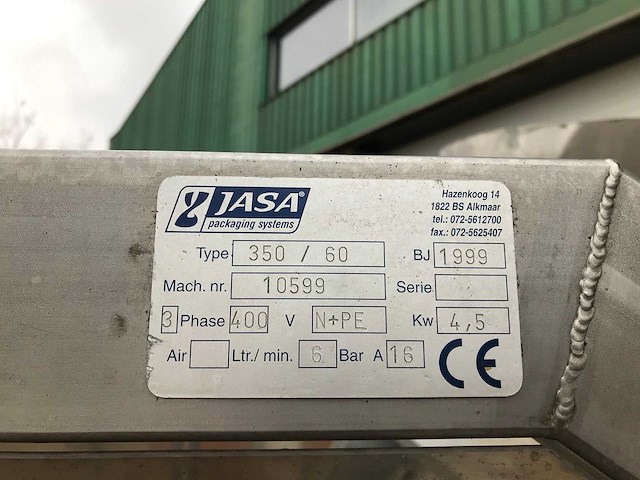 JASA®
packaging systems
Hazenkoog 14
1822 BS Alkmaar
tel.: 072-5612700
fax.: 072-5625407
Type 350 / 60 BJ 1999
Mach. nr. 10599 Serie
3 Phase 400 V N+PE Kw 4,5
Air Ltr./ min. 6 Bar A 16 CE